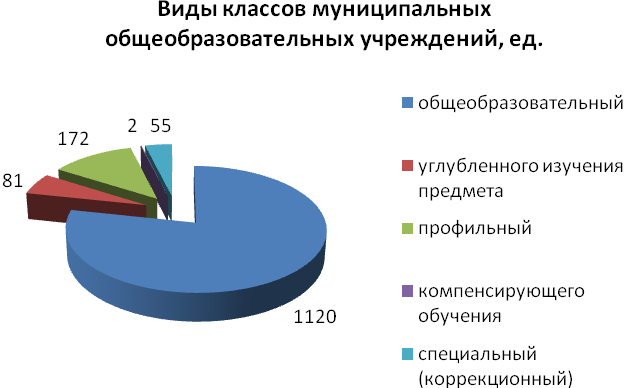 Виды классов муниципальных
общеобразовательных учреждений, ед.
2 55
172
81
1120
общеобразовательный
углубленного изучения
предмета
профильный
компенсирующего
обучения
специальный
(коррекционный)